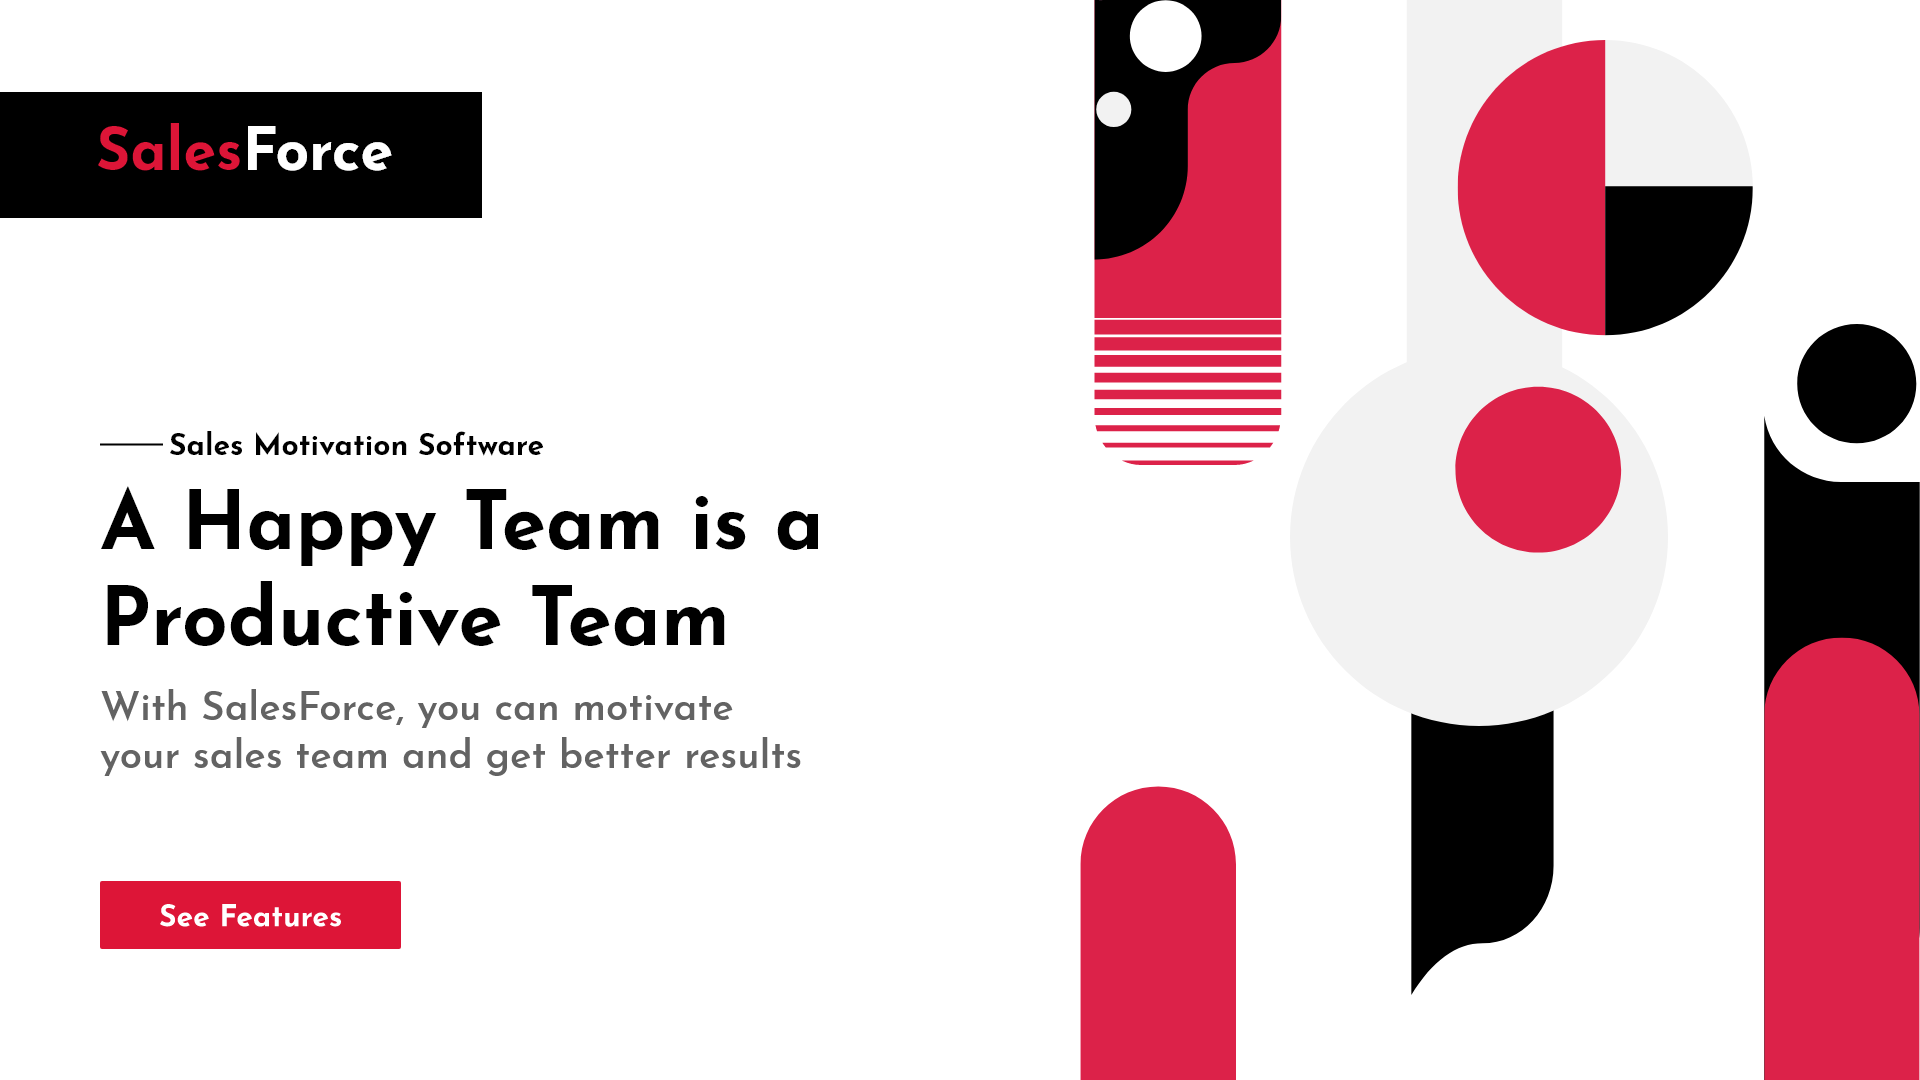 SalesForce
Sales Motivation Software
A Happy Team is a
Productive Team
With SalesForce, you can motivate
your sales team and get better results
See Features